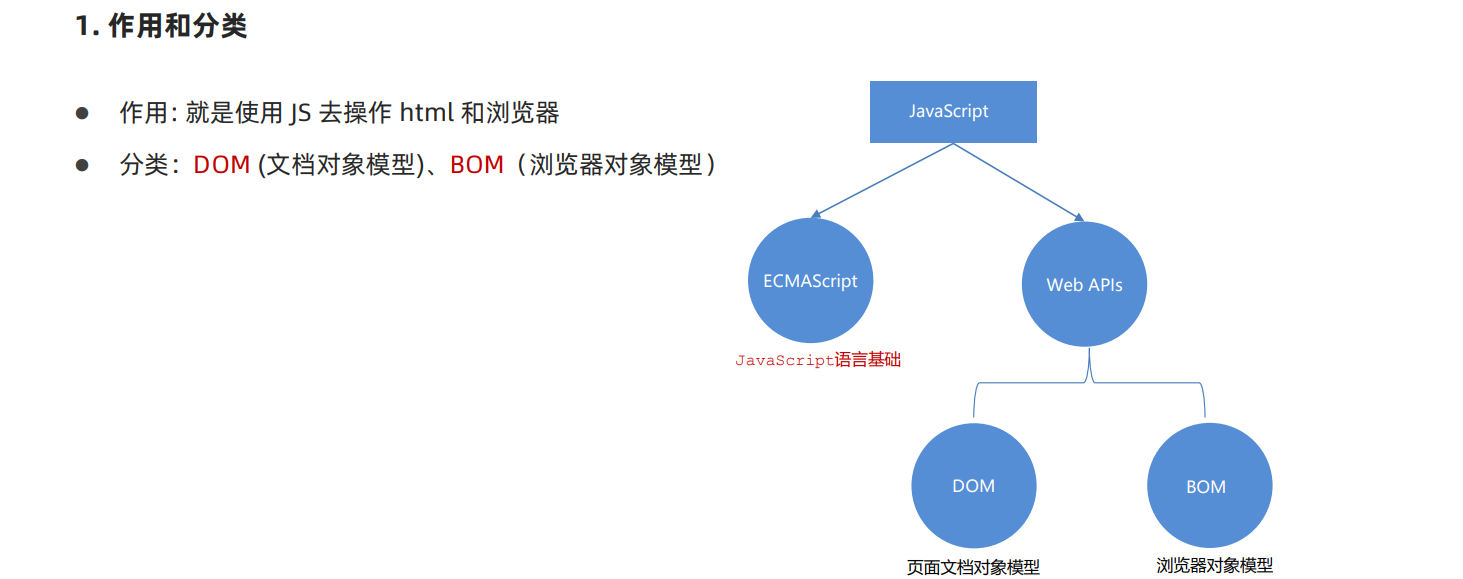 1. 作用和分类
● 作用: 就是使用 JS 去操作 html 和浏览器
● 分类：DOM (文档对象模型)、BOM（浏览器对象模型）
JavaScript
ECMAScript
Web APIs
JavaScript语言基础
DOM
BOM
页面文档对象模型
浏览器对象模型